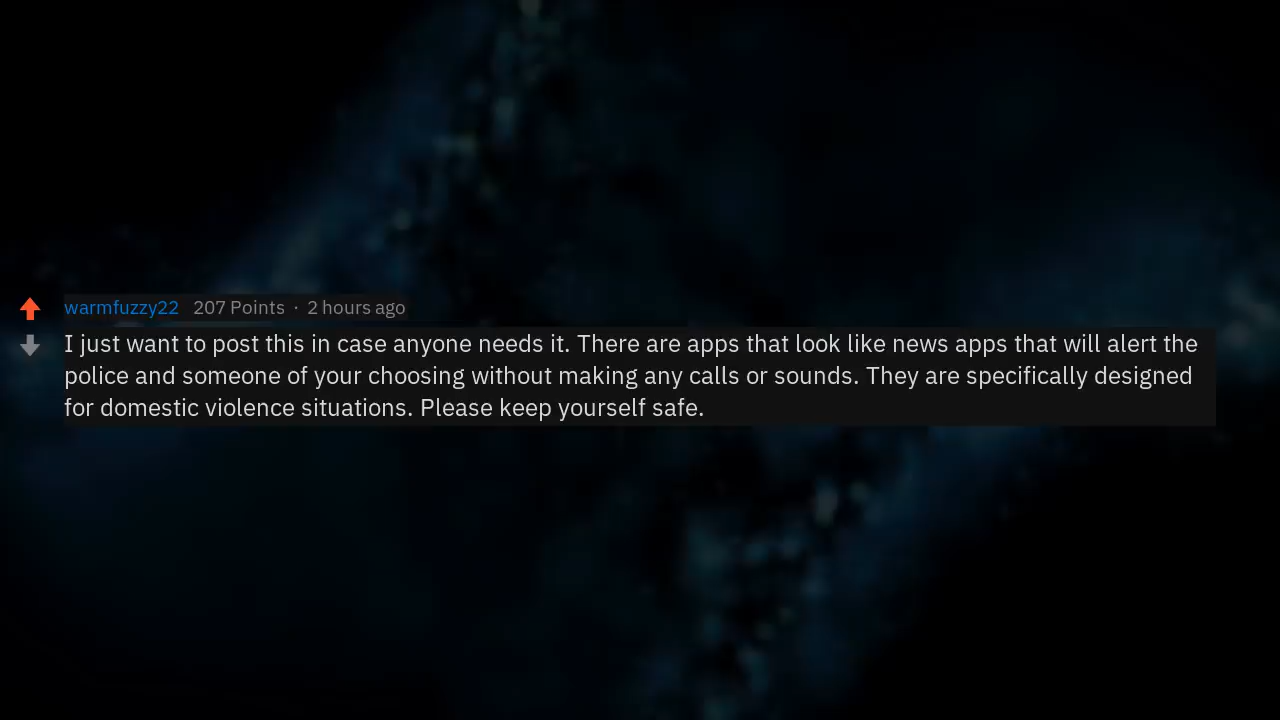 warmfuzzy22 207 Points · 2 hours ago
I just want to post this in case anyone needs it. There are apps that look like news apps that will alert the
police and someone of your choosing without making any calls or sounds. They are specifically designed
for domestic violence situations. Please keep yourself safe.